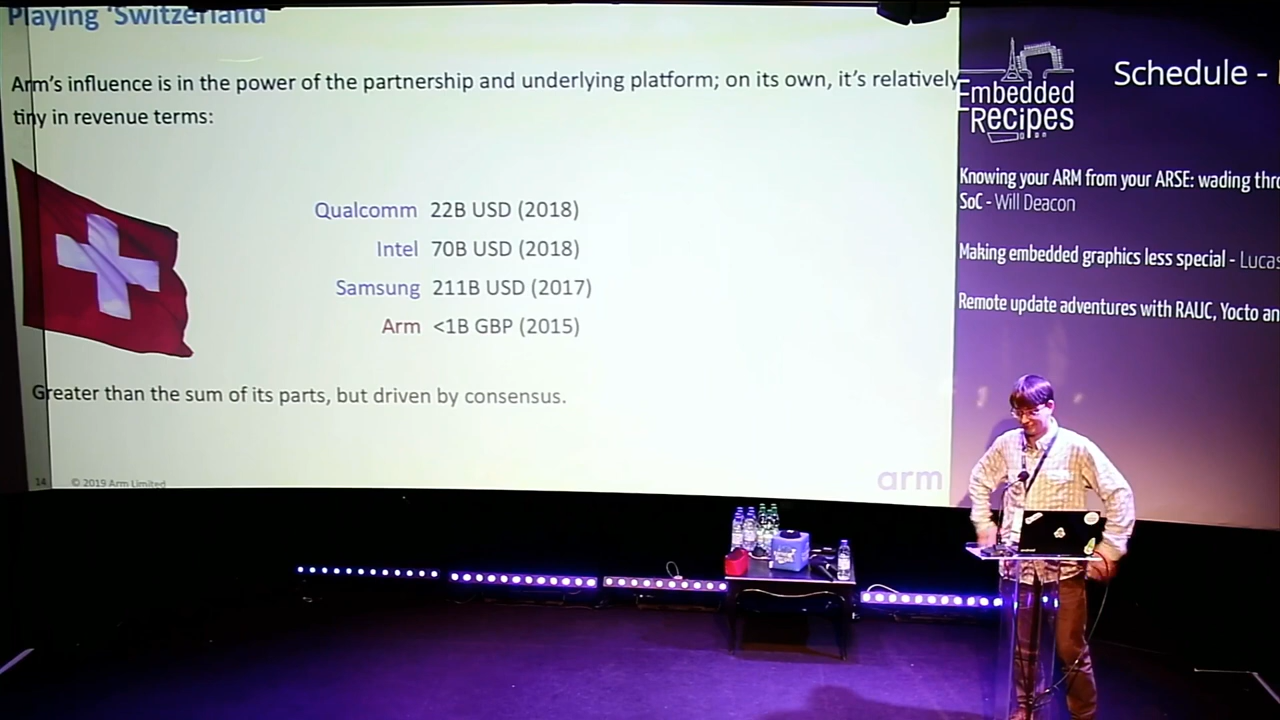 Playing ‘Switzerland
Arm’s influence is in the power of the partnership and underlying platform; on its own, it’s relatively
tiny in revenue terms:
Qualcomm 22B USD (2018)
Intel 70B USD (2018)
Samsung 211B USD (2017)
Arm <1B GBP (2015)
Greater than the sum of its parts, but driven by consensus.
14 © 2019 Arm Limited
arm
Embedded
Recipes
Schedule -
Knowing your ARM from your ARSE: wading thr
SoC - Will Deacon
Making embedded graphics less special - Lucas
Remote update adventures with RAUC, Yocto an